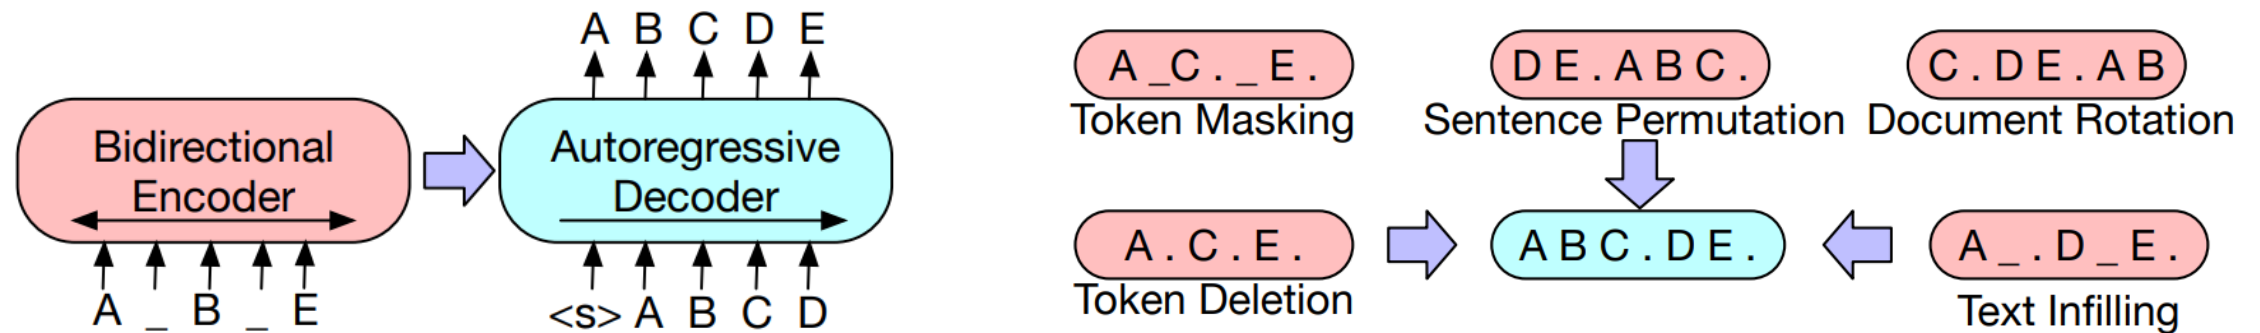 A B C D E
Bidirectional
Encoder
Autoregressive
Decoder
A _ B _ E
<s> A B C D
A _C . _ E .
Token Masking
D E . A B C .
Sentence Permutation
C . D E . A B
Document Rotation
A . C . E .
Token Deletion
A B C . D E .
A _ . D _ E .
Text Infilling